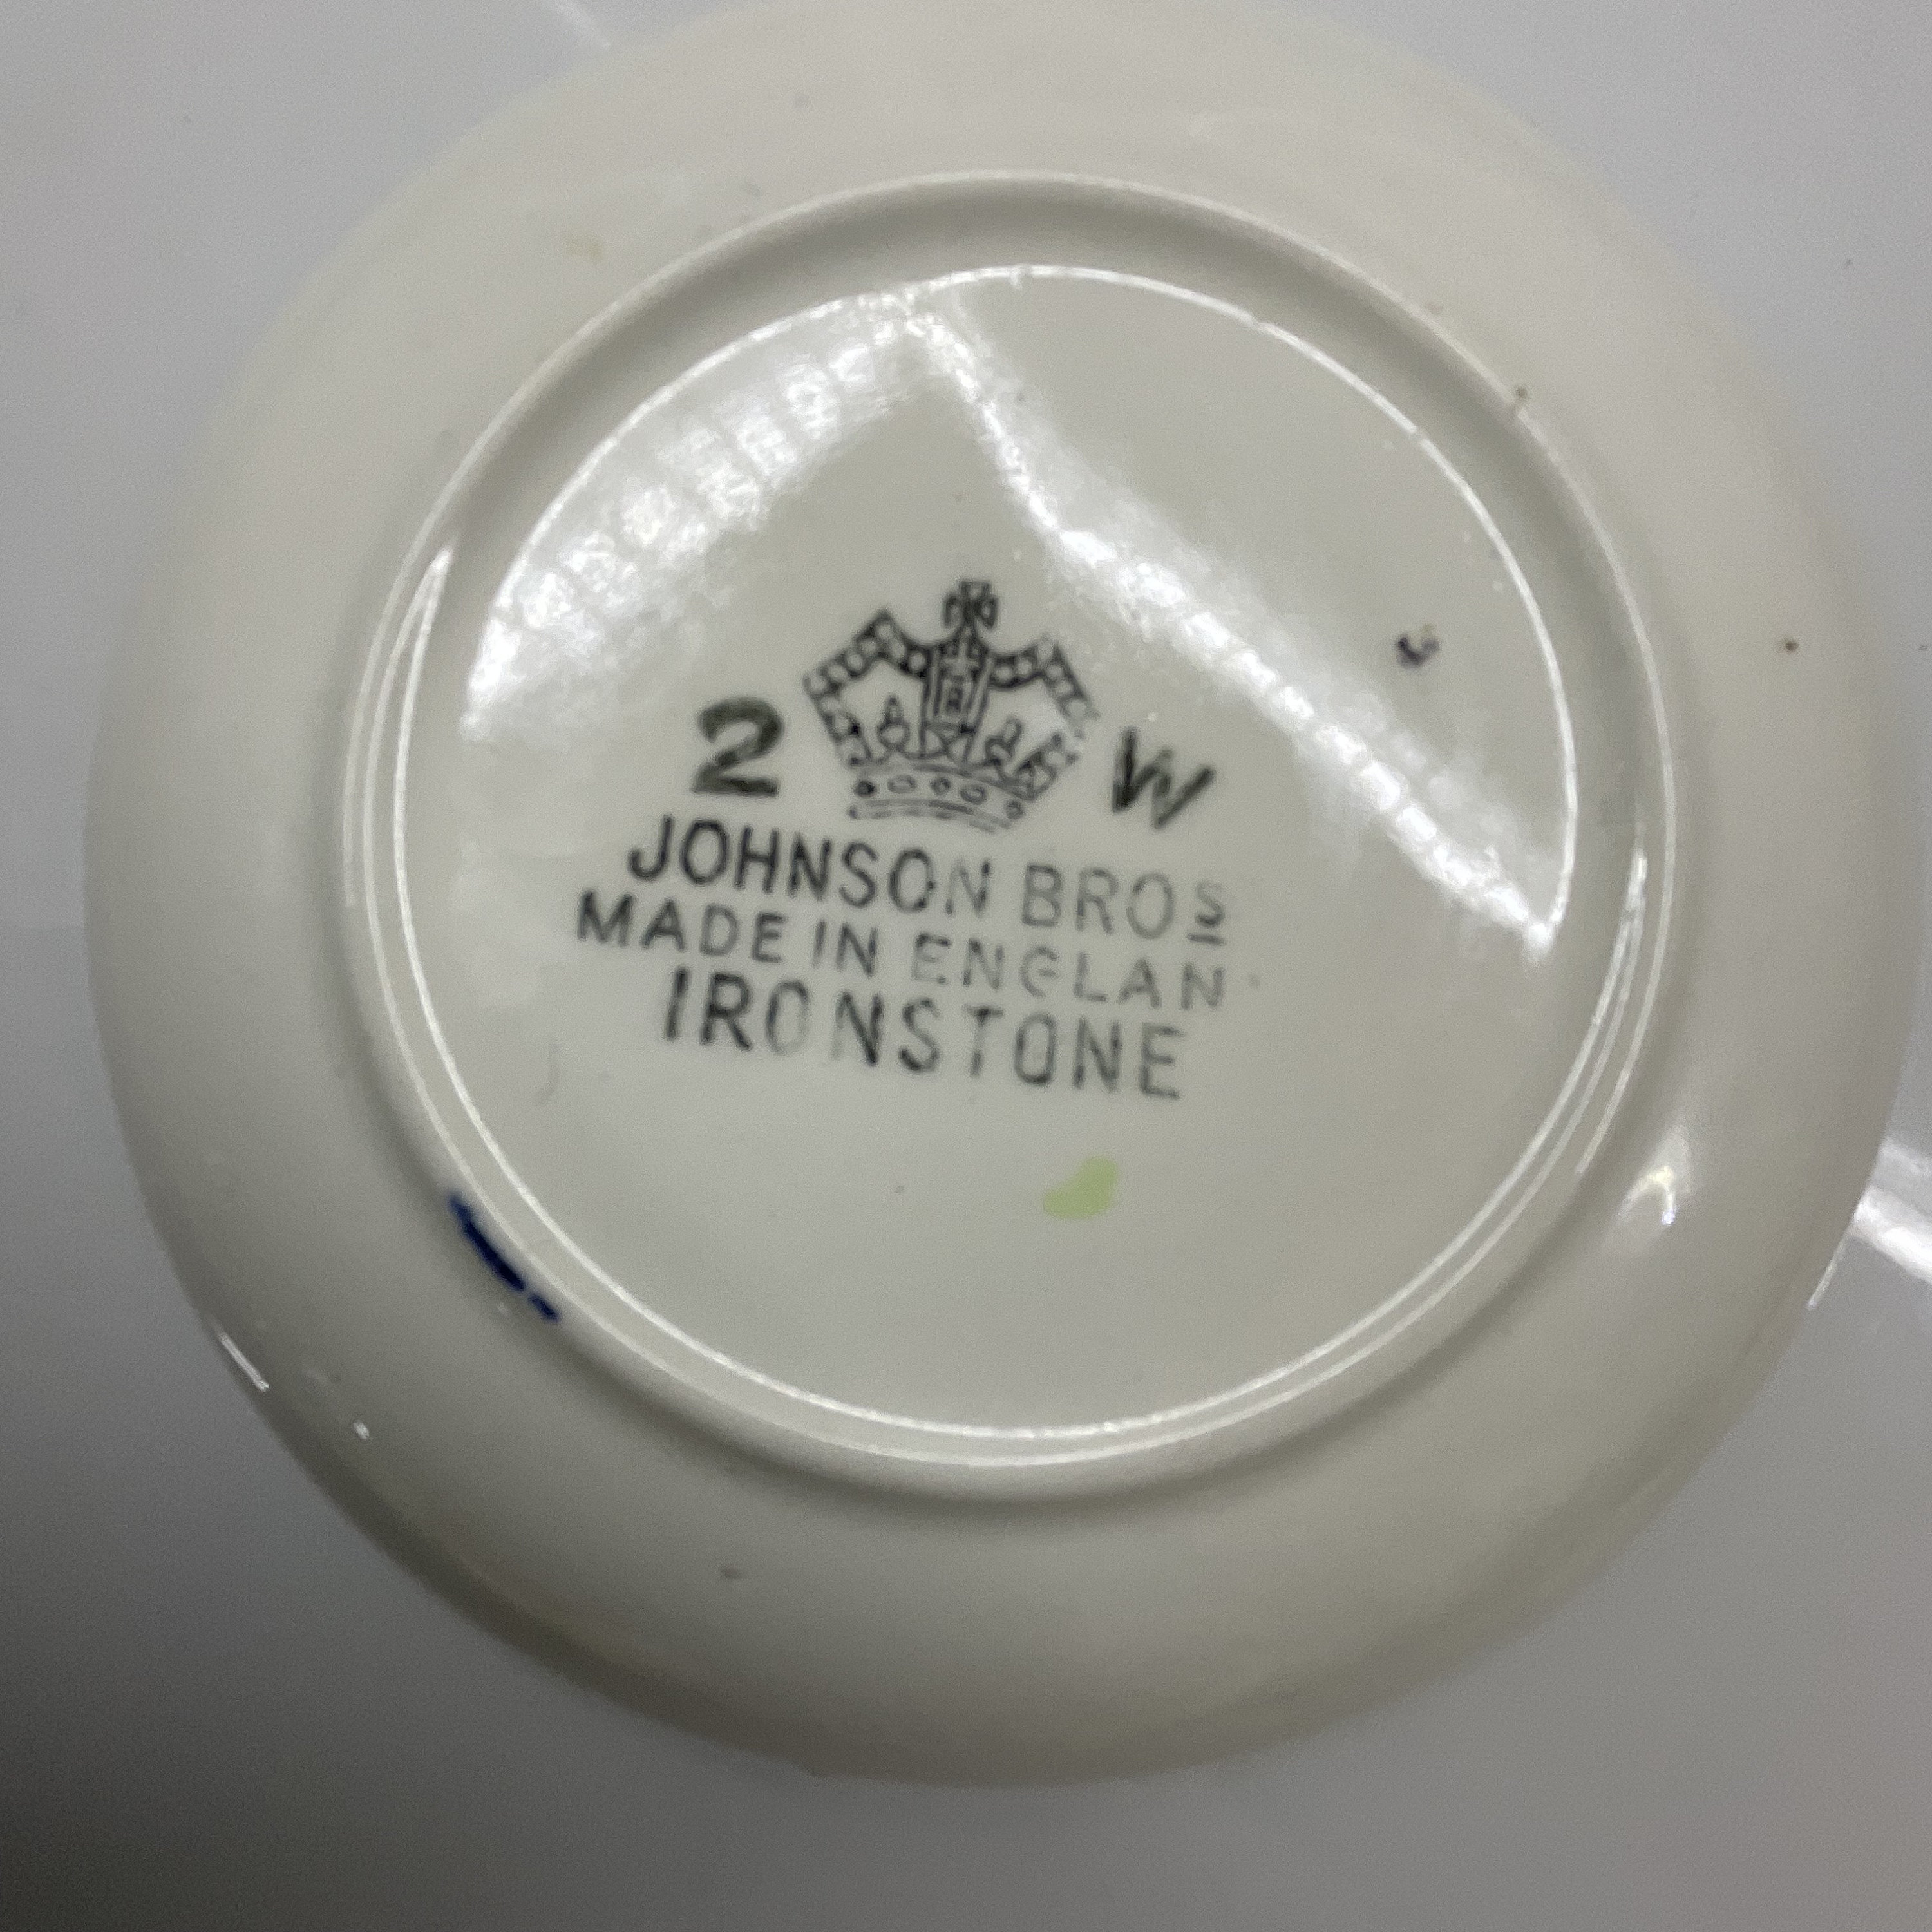 2 W
JOHNSON BROS
MADE IN ENGLAN
IRONSTONE